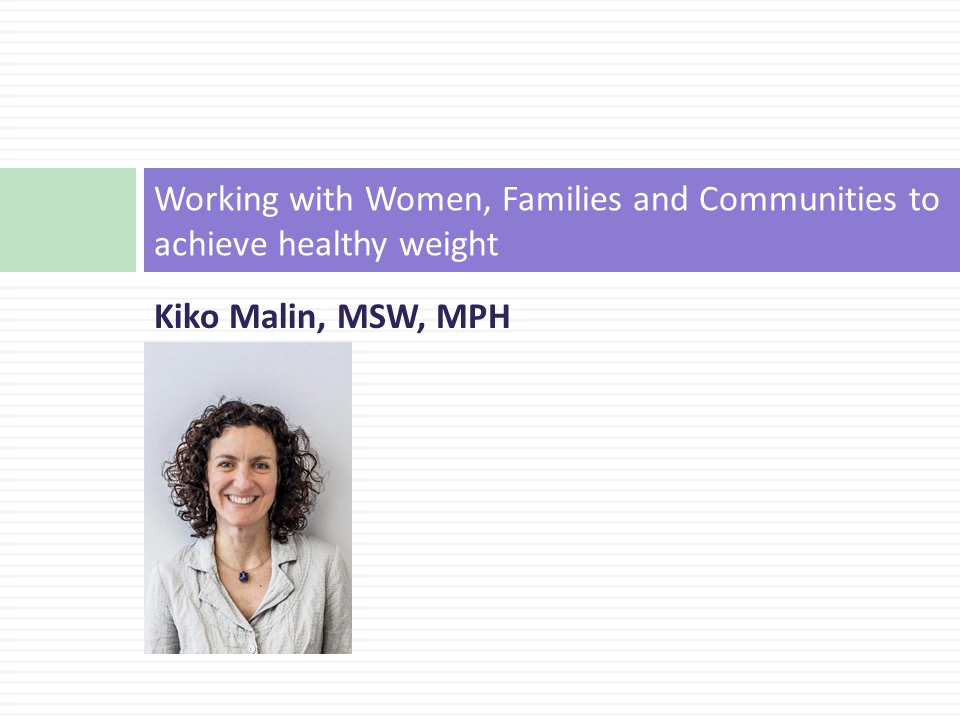 Working with Women, Families and Communities to
achieve healthy weight
Kiko Malin, MSW, MPH